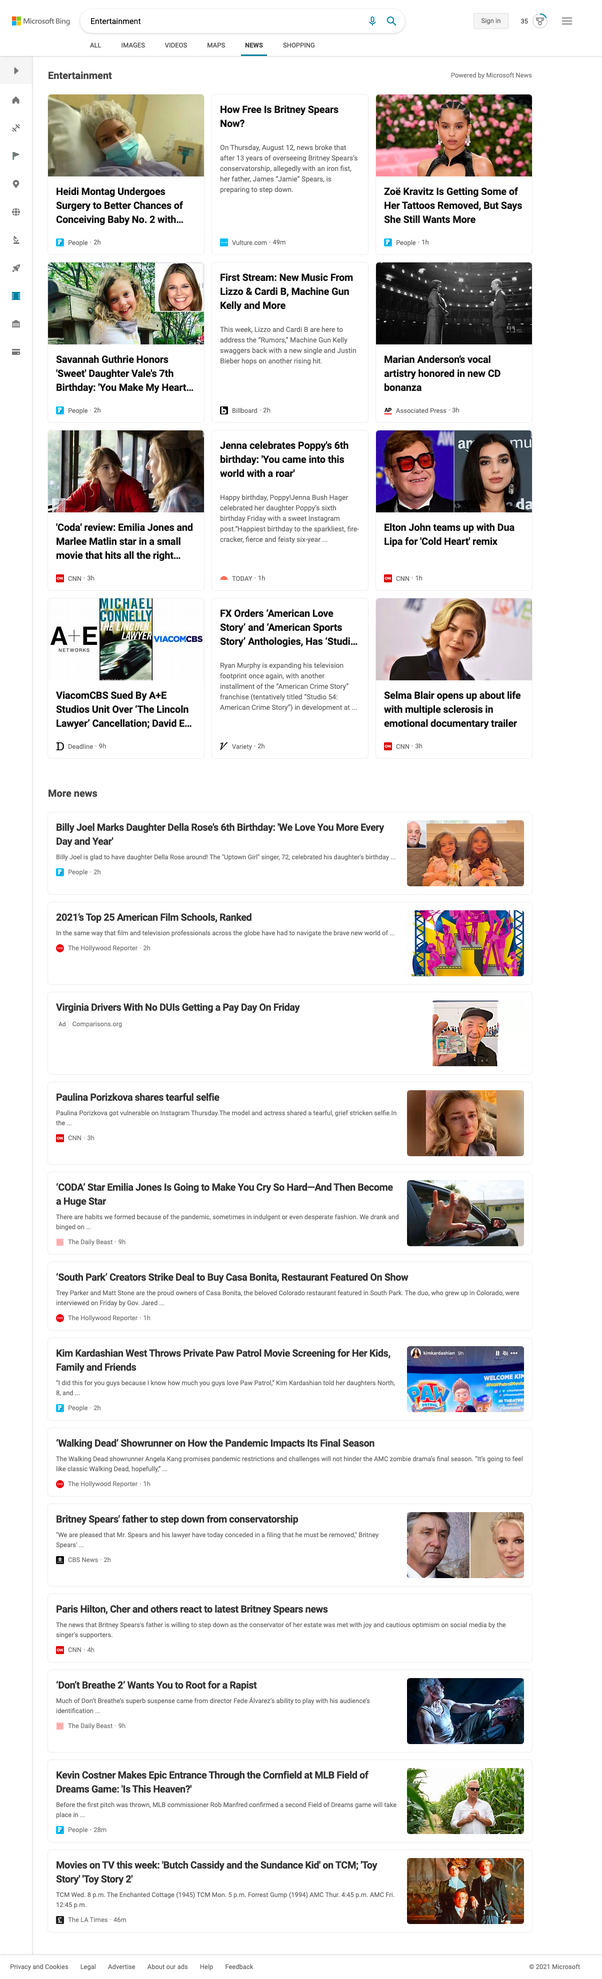 Microsoft Bing
Entertainment
Sign in
35
ALL IMAGES VIDEOS MAPS NEWS SHOPPING
Entertainment
Powered by Microsoft News
Heidi Montag Undergoes
Surgery to Better Chances of
Conceiving Baby No. 2 with...
People · 2h
How Free Is Britney Spears
Now?
On Thursday, August 12, news broke that
after 13 years of overseeing Britney Spears's
conservatorship, allegedly with an iron fist,
her father, James "Jamie" Spears, is
preparing to step down.
Vulture.com · 49m
Zoë Kravitz Is Getting Some of
Her Tattoos Removed, But Says
She Still Wants More
People · 1h
Savannah Guthrie Honors
'Sweet' Daughter Vale's 7th
Birthday: 'You Make My Heart...
People · 2h
First Stream: New Music From
Lizzo & Cardi B, Machine Gun
Kelly and More
This week, Lizzo and Cardi B are here to
address the "Rumors," Machine Gun Kelly
swaggers back with a new single and Justin
Bieber hops on another rising hit.
Billboard · 2h
Marian Anderson's vocal
artistry honored in new CD
bonanza
AP Associated Press · 3h
'Coda' review: Emilia Jones and
Marlee Matlin star in a small
movie that hits all the right...
CNN · 3h
Jenna celebrates Poppy's 6th
birthday: 'You came into this
world with a roar'
Happy birthday, Poppy!Jenna Bush Hager
celebrated her daughter Poppy's sixth
birthday Friday with a sweet Instagram
post."Happiest birthday to the sparkliest, fire-
cracker, fierce and feisty six-year ...
TODAY · 1h
Elton John teams up with Dua
Lipa for 'Cold Heart' remix
CNN · 1h
A+E
NETWORKS
MICHAEL
CONNELLY
THE LINCOLN
LAWYER
VIACOMCBS
ViacomCBS Sued By A+E
Studios Unit Over 'The Lincoln
Lawyer' Cancellation; David E...
Deadline · 9h
FX Orders 'American Love
Story' and 'American Sports
Story' Anthologies, Has 'Studi...
Ryan Murphy is expanding his television
footprint once again, with another
installment of the "American Crime Story"
franchise (tentatively titled "Studio 54:
American Crime Story") in development at ...
Variety · 2h
Selma Blair opens up about life
with multiple sclerosis in
emotional documentary trailer
CNN · 3h
More news
Billy Joel Marks Daughter Della Rose's 6th Birthday: 'We Love You More Every
Day and Year'
Billy Joel is glad to have daughter Della Rose around! The "Uptown Girl" singer, 72, celebrated his daughter's birthday ...
People · 2h
2021's Top 25 American Film Schools, Ranked
In the same way that film and television professionals across the globe have had to navigate the brave new world of ...
The Hollywood Reporter · 2h
Virginia Drivers With No DUIs Getting a Pay Day On Friday
Ad Comparisons.org
Paulina Porizkova shares tearful selfie
Paulina Porizkova got vulnerable on Instagram Thursday.The model and actress shared a tearful, grief stricken selfie.In
the ...
CNN · 3h
'CODA' Star Emilia Jones Is Going to Make You Cry So Hard—And Then Become
a Huge Star
There are habits we formed because of the pandemic, sometimes in indulgent or even desperate fashion. We drank and
binged on ...
The Daily Beast · 9h
'South Park' Creators Strike Deal to Buy Casa Bonita, Restaurant Featured On Show
Trey Parker and Matt Stone are the proud owners of Casa Bonita, the beloved Colorado restaurant featured in South Park. The duo, who grew up in Colorado, were
interviewed on Friday by Gov. Jared ...
The Hollywood Reporter · 1h
Kim Kardashian West Throws Private Paw Patrol Movie Screening for Her Kids,
Family and Friends
"I did this for you guys because I know how much you guys love Paw Patrol," Kim Kardashian told her daughters North,
8, and ...
People · 2h
kimkardashian
WELCOME
PAW
'Walking Dead' Showrunner on How the Pandemic Impacts Its Final Season
The Walking Dead showrunner Angela Kang promises pandemic restrictions and challenges will not hinder the AMC zombie drama's final season. "It's going to feel
like classic Walking Dead, hopefully," ...
The Hollywood Reporter · 1h
Britney Spears' father to step down from conservatorship
"We are pleased that Mr. Spears and his lawyer have today conceded in a filing that he must be removed," Britney
Spears' ...
CBS News · 2h
Paris Hilton, Cher and others react to latest Britney Spears news
The news that Britney Spears's father is willing to step down as the conservator of her estate was met with joy and cautious optimism on social media by the
singer's supporters.
CNN · 4h
'Don't Breathe 2' Wants You to Root for a Rapist
Much of Don't Breathe's superb suspense came from director Fede Álvarez's ability to play with his audience's
identification ...
The Daily Beast · 9h
Kevin Costner Makes Epic Entrance Through the Cornfield at MLB Field of
Dreams Game: 'Is This Heaven?'
Before the first pitch was thrown, MLB commissioner Rob Manfred confirmed a second Field of Dreams game will take
place in ...
People · 28m
Movies on TV this week: 'Butch Cassidy and the Sundance Kid' on TCM; 'Toy
Story' 'Toy Story 2'
TCM Wed. 8 p.m. The Enchanted Cottage (1945) TCM Mon. 5 p.m. Forrest Gump (1994) AMC Thur. 4:45 p.m. AMC Fri.
12:45 p.m.
The LA Times · 46m
Privacy and Cookies Legal Advertise About our ads Help Feedback
© 2021 Microsoft